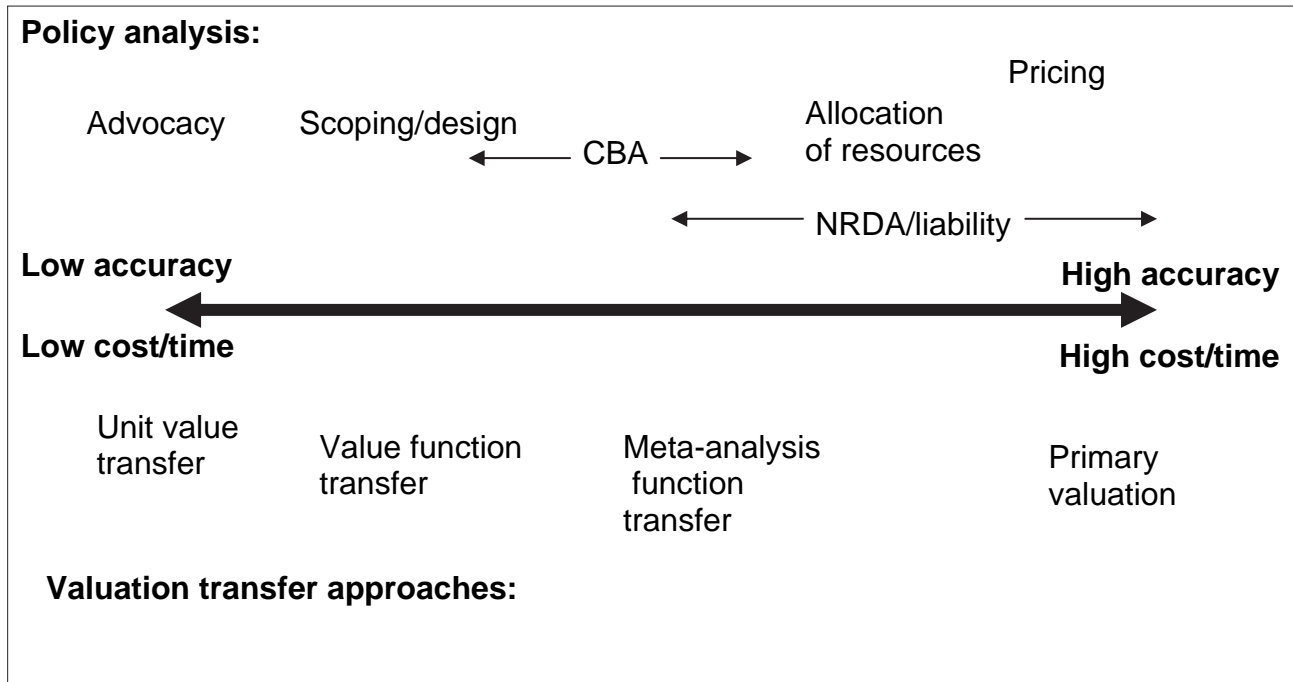 Policy analysis:
Pricing
Advocacy
Scoping/design
CBA
Allocation
of resources
NRDA/liability
Low accuracy
High accuracy
Low cost/time
High cost/time
Unit value
transfer
Value function
transfer
Meta-analysis
function
transfer
Primary
valuation
Valuation transfer approaches: